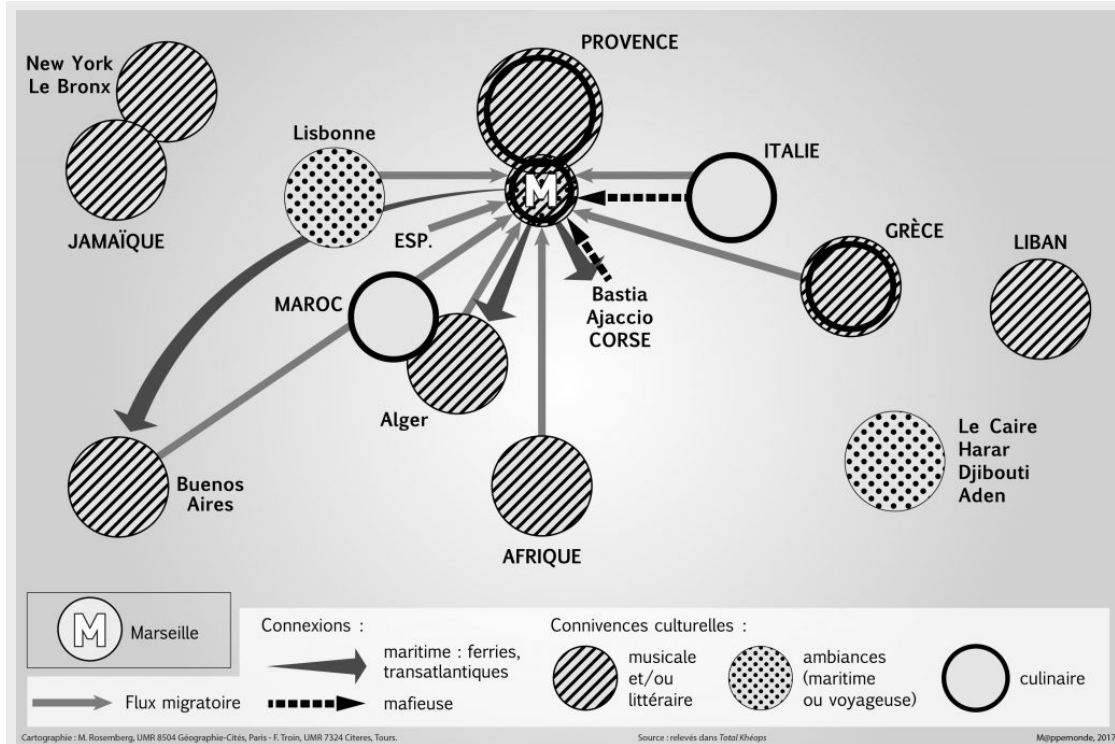 PROVENCE
New York
Le Bronx
Lisbonne
ITALIE
M
JAMAÏQUE
ESP.
GRÈCE
LIBAN
MAROC
Bastia
Ajaccio
CORSE
Alger
Buenos
Aires
Le Caire
Harar
Djibouti
Aden
AFRIQUE
M
Marseille
Flux migratoire
Connexions :
maritime : ferries,
transatlantiques
mafieuse
Connivences culturelles :
musicale
et/ou
littéraire
ambiances
(maritime
ou voyageuse)
culinaire
Cartographie : M. Rosemberg, UMR 8504 Géographie-Cités, Paris - F. Troin, UMR 7324 Citeres, Tours.
Source : relevés dans Total Khéops
M@ppemonde, 2017